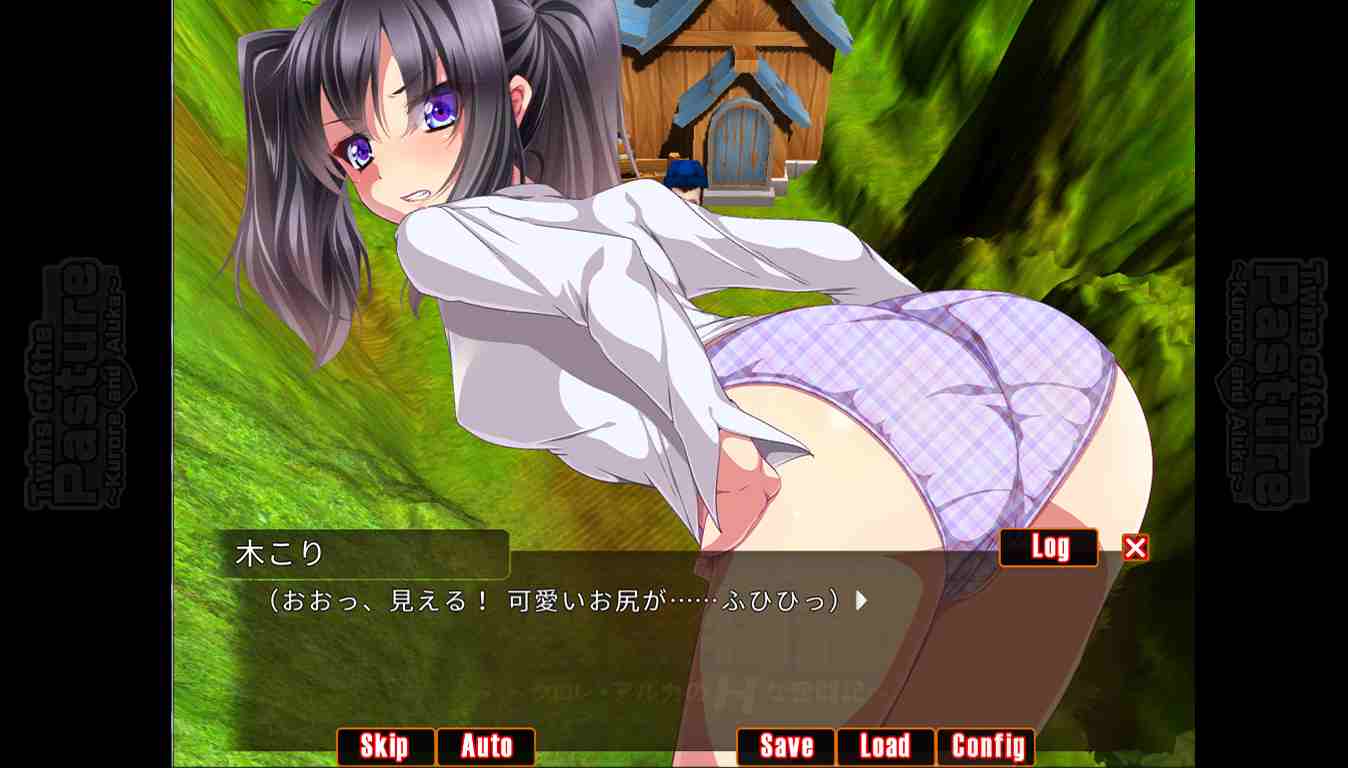 Twins of the
Pasture
~Kurore and Aluka~
木こり
Log
(おおっ、見える！ 可愛いお尻が……ふひひっ)
Skip
Auto
Save
Load
Config
Twins of the
Pasture
~Kurore and Aluka~